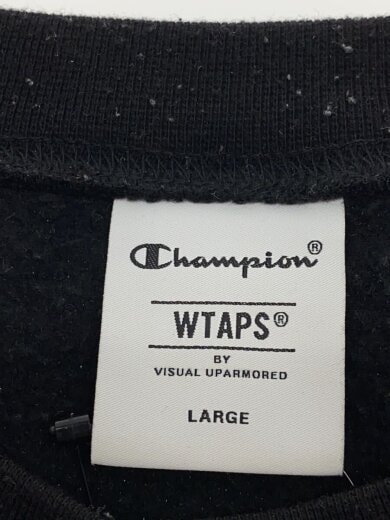 Champion®
WTAPS®
BY
VISUAL UPARMORED
LARGE